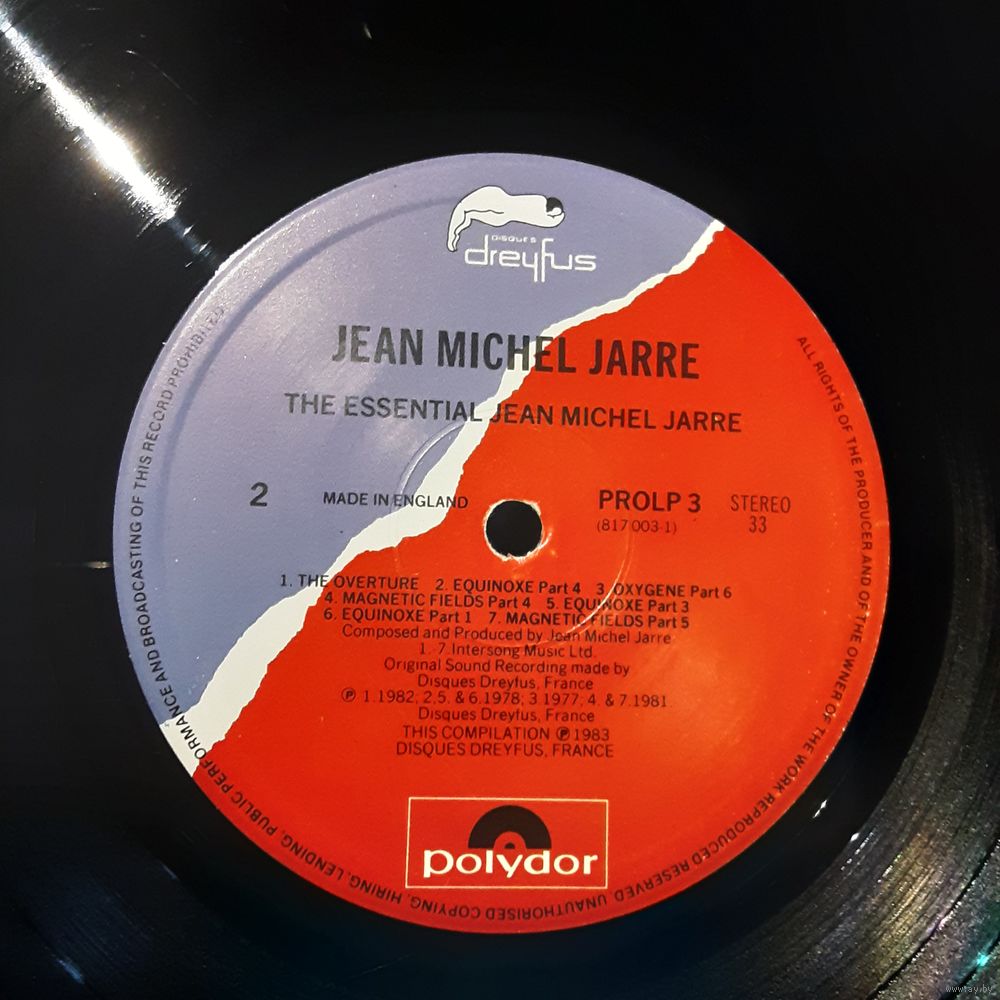 DISQUES
dreyfus
JEAN MICHEL JARRE
THE ESSENTIAL JEAN MICHEL JARRE
2 MADE IN ENGLAND PROLP 3 STEREO
(817 003-1) 33
1. THE OVERTURE 2. EQUINOXE Part 4 3. OXYGENE Part 6
4. MAGNETIC FIELDS Part 4 5. EQUINOXE Part 3
6. EQUINOXE Part 1 7. MAGNETIC FIELDS Part 5
Composed and Produced by Jean Michel Jarre
1.-7. Intersong Music Ltd.
Original Sound Recording made by
Disques Dreyfus, France
℗ 1.1982; 2,5. & 6.1978; 3.1977; 4. & 7.1981
Disques Dreyfus, France
THIS COMPILATION ℗ 1983
DISQUES DREYFUS, FRANCE
polydor
ALL RIGHTS OF THE PRODUCER AND OF THE OWNER OF THE WORK REPRODUCED RESERVED. UNAUTHORISED COPYING, HIRING, LENDING, PUBLIC PERFORMANCE AND BROADCASTING OF THIS RECORD PROHIBITED
www.ay.by